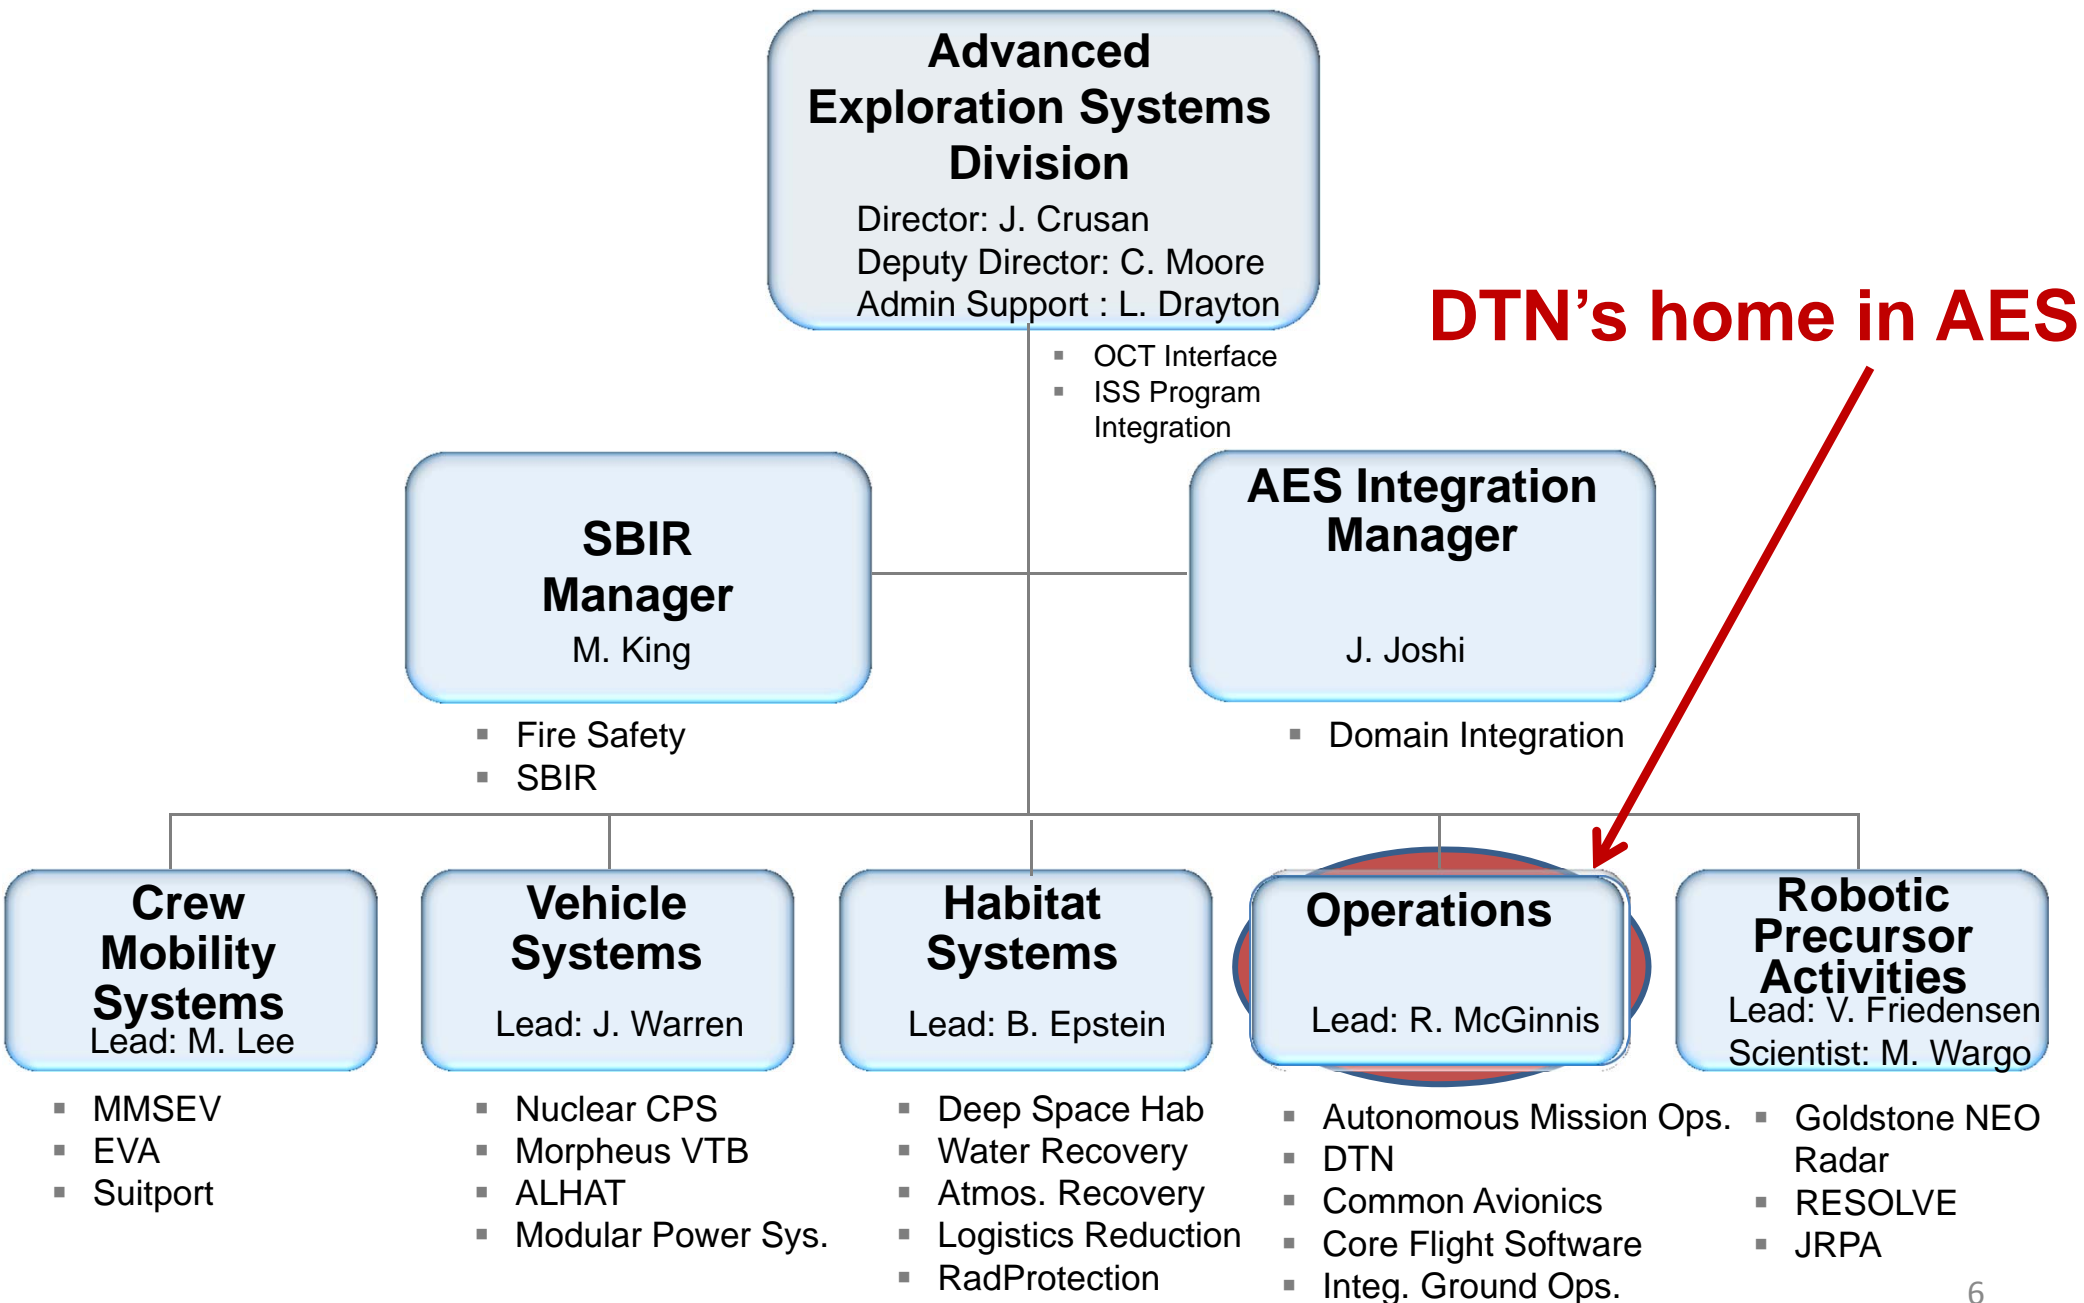 Advanced
Exploration Systems
Division
Director: J. Crusan
Deputy Director: C. Moore
Admin Support : L. Drayton
DTN’s home in AES
▪ OCT Interface
▪ ISS Program
Integration
SBIR
Manager
M. King
AES Integration
Manager
J. Joshi
▪ Fire Safety
▪ SBIR
▪ Domain Integration
Crew
Mobility
Systems
Lead: M. Lee
Vehicle
Systems
Lead: J. Warren
Habitat
Systems
Lead: B. Epstein
Operations
Lead: R. McGinnis
Robotic
Precursor
Activities
Lead: V. Friedensen
Scientist: M. Wargo
▪ MMSEV
▪ EVA
▪ Suitport
▪ Nuclear CPS
▪ Morpheus VTB
▪ ALHAT
▪ Modular Power Sys.
▪ Deep Space Hab
▪ Water Recovery
▪ Atmos. Recovery
▪ Logistics Reduction
▪ RadProtection
▪ Autonomous Mission Ops.
▪ DTN
▪ Common Avionics
▪ Core Flight Software
▪ Integ. Ground Ops.
▪ Goldstone NEO
Radar
▪ RESOLVE
▪ JRPA
6